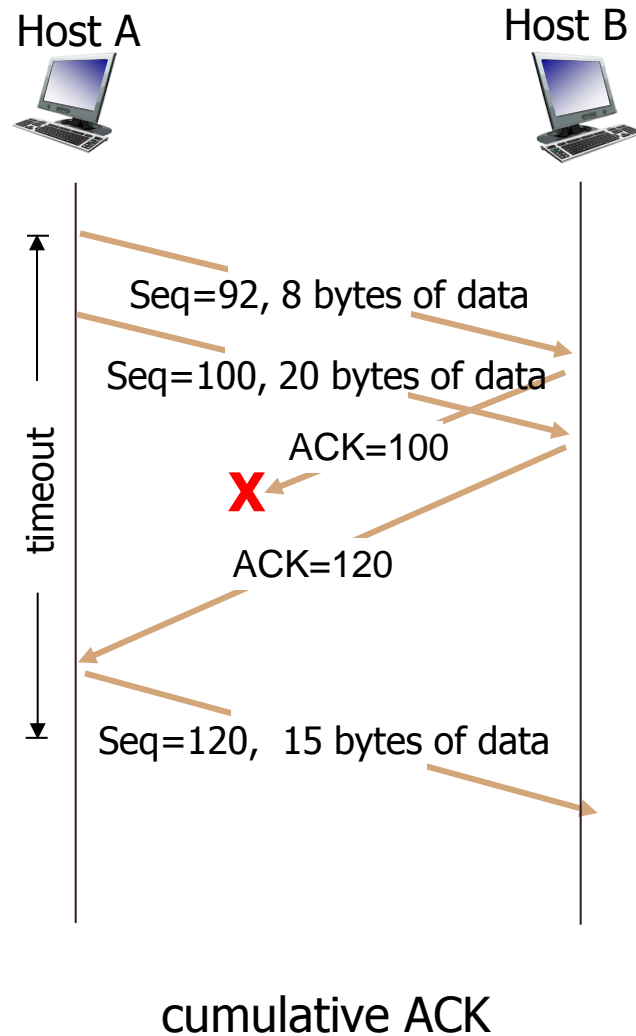 Host A
Host B
Seq=92, 8 bytes of data
Seq=100, 20 bytes of data
ACK=100
X
timeout
ACK=120
Seq=120, 15 bytes of data
cumulative ACK